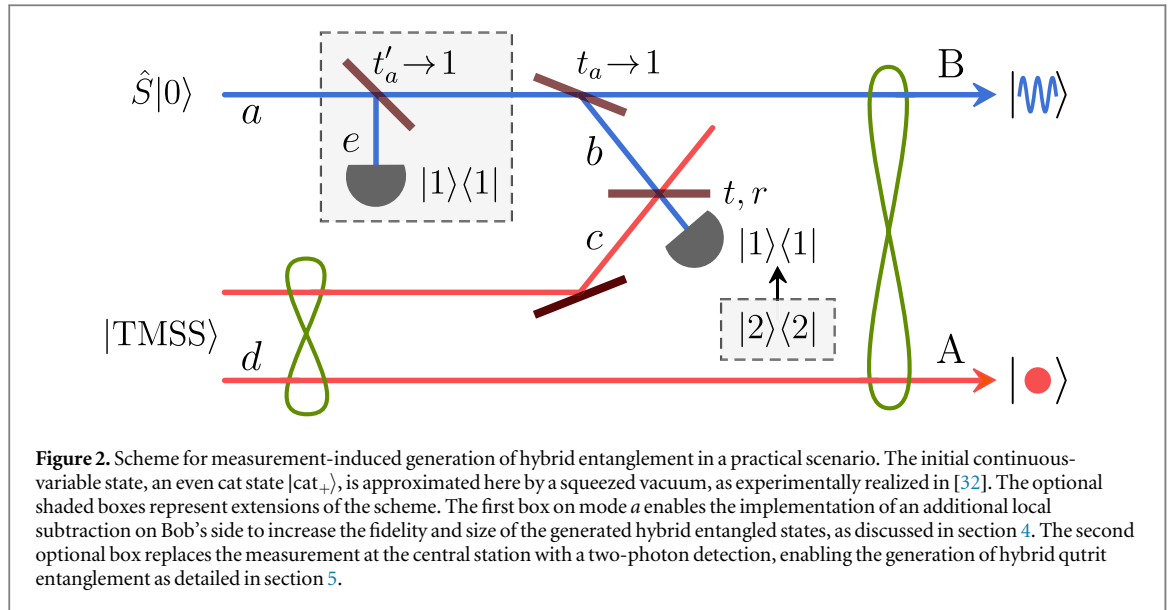 t′ₐ→1
tₐ→1
B
Ŝ|0⟩
a
e
b
|1⟩⟨1|
t, r
c
|1⟩⟨1|
|TMSS⟩
|2⟩⟨2|
d
A
Figure 2. Scheme for measurement-induced generation of hybrid entanglement in a practical scenario. The initial continuous-
variable state, an even cat state |cat₊⟩, is approximated here by a squeezed vacuum, as experimentally realized in [32]. The optional
shaded boxes represent extensions of the scheme. The first box on mode a enables the implementation of an additional local
subtraction on Bob's side to increase the fidelity and size of the generated hybrid entangled states, as discussed in section 4. The second
optional box replaces the measurement at the central station with a two-photon detection, enabling the generation of hybrid qutrit
entanglement as detailed in section 5.